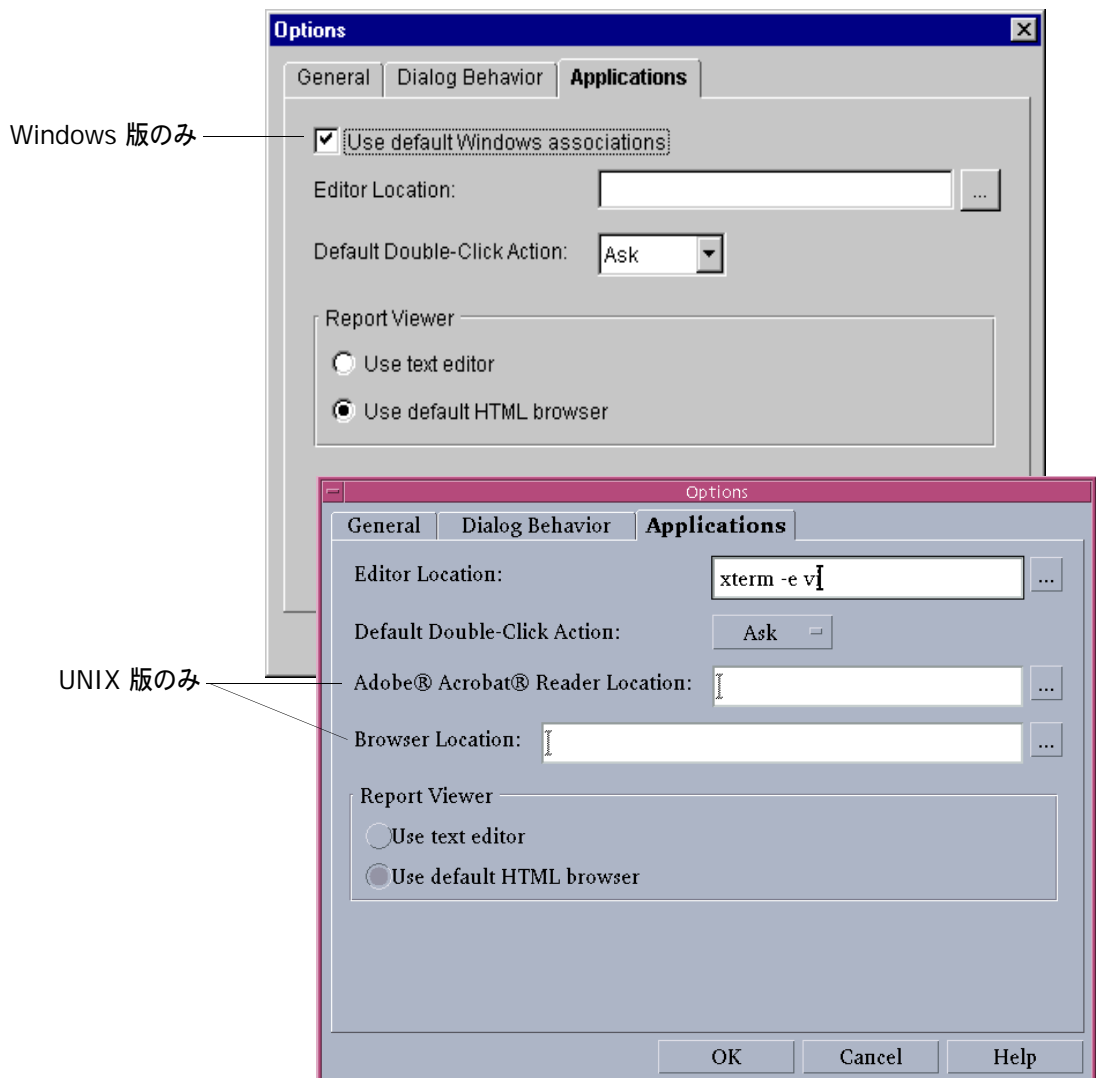 Options
General Dialog Behavior Applications
Windows 版のみ
Use default Windows associations
Editor Location:
...
Default Double-Click Action:
Ask
Report Viewer
Use text editor
Use default HTML browser
Options
General Dialog Behavior Applications
Editor Location:
xterm -e vi
...
Default Double-Click Action:
Ask
UNIX 版のみ
Adobe® Acrobat® Reader Location:
...
Browser Location:
...
Report Viewer
Use text editor
Use default HTML browser
OK Cancel Help